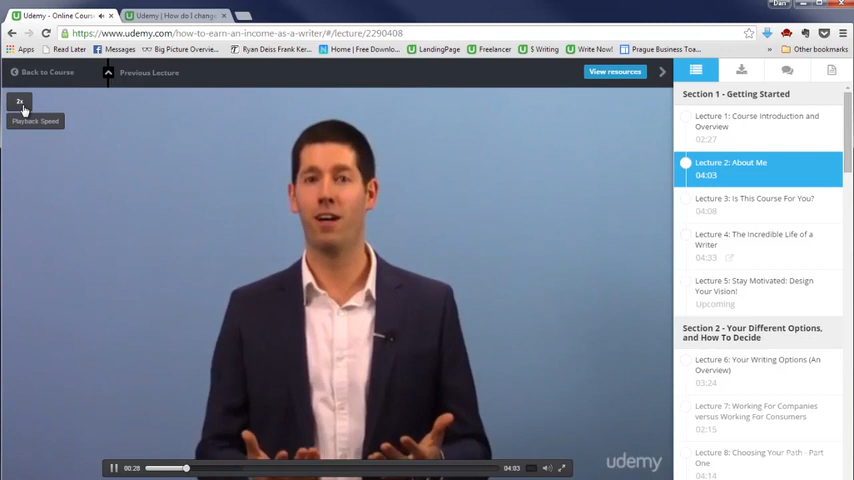 Dan
Udemy - Online Cours
Udemy | How do I change
https://www.udemy.com/how-to-earn-an-income-as-a-writer/#/lecture/2290408
Apps
Read Later
Messages
Big Picture Overview...
Ryan Deiss Frank Ker...
Home | Free Downlo...
LandingPage
Freelancer
S Writing
Write Now!
Prague Business Toa...
Other bookmarks
Back to Course
Previous Lecture
View resources
2x
Playback Speed
00:28
04:03
udemy
Section 1 - Getting Started
Lecture 1: Course Introduction and
Overview
02:27
Lecture 2: About Me
04:03
Lecture 3: Is This Course For You?
04:08
Lecture 4: The Incredible Life of a
Writer
04:33
Lecture 5: Stay Motivated: Design
Your Vision!
Upcoming
Section 2 - Your Different Options,
and How To Decide
Lecture 6: Your Writing Options (An
Overview)
03:24
Lecture 7: Working For Companies
versus Working For Consumers
02:15
Lecture 8: Choosing Your Path - Part
One
04:14